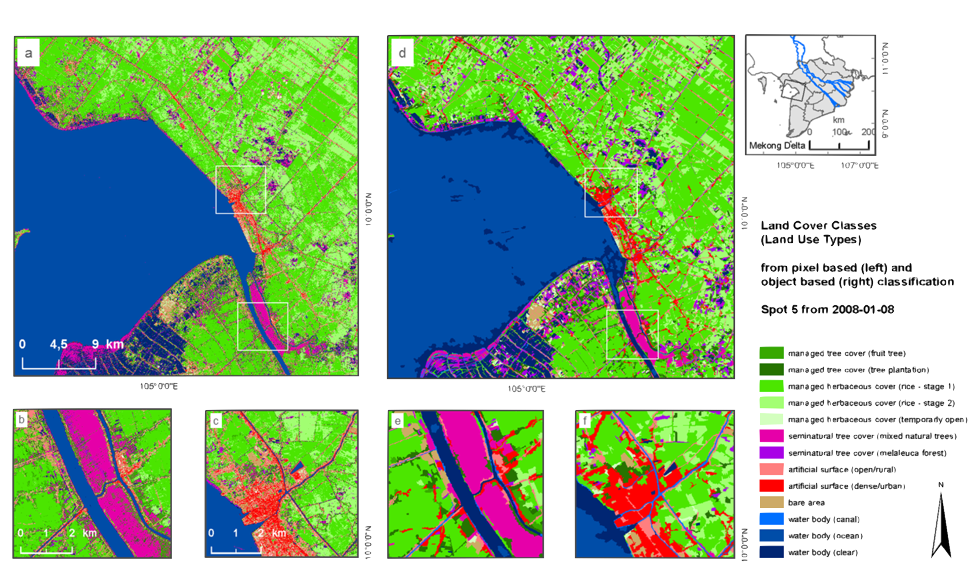 a
d
11°0'0"E
9°0'0"E
km
0 100 200
Mekong Delta
105°0'0"E 107°0'0"E
10°0'0"E
10°0'0"E
Land Cover Classes
(Land Use Types)
from pixel based (left) and
object based (right) classification
Spot 5 from 2008-01-08
0 4,5 9 km
105°0'0"E
105°0'0"E
managed tree cover (fruit tree)
managed tree cover (tree plantation)
managed herbaceous cover (rice - stage 1)
managed herbaceous cover (rice - stage 2)
managed herbaceous cover (temporarily open)
seminatural tree cover (mixed natural trees)
seminatural tree cover (melaleuca forest)
artificial surface (open/rural)
artificial surface (dense/urban)
bare area
water body (canal)
water body (ocean)
water body (clear)
N
b
c
e
f
0 1 2 km
0 1 2 km
10°0'0"E
10°0'0"E